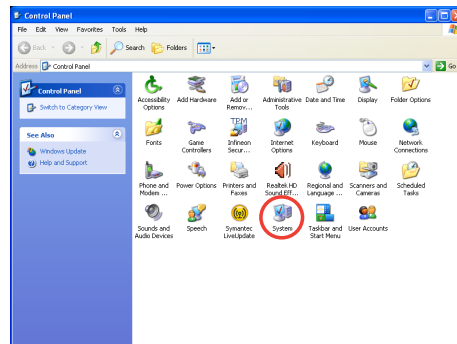 Control Panel
File Edit View Favorites Tools Help
Back Search Folders
Address Control Panel Go
Control Panel
Switch to Category View
See Also
Windows Update
Help and Support
Accessibility Options
Add Hardware
Add or Remov...
Administrative Tools
Date and Time
Display
Folder Options
Fonts
Game Controllers
TPM
Infineon Secur...
Internet Options
Keyboard
Mouse
Network Connections
Phone and Modem ...
Power Options
Printers and Faxes
Realtek HD Sound Eff...
Regional and Language ...
Scanners and Cameras
Scheduled Tasks
Sounds and Audio Devices
Speech
Symantec LiveUpdate
System
Taskbar and Start Menu
User Accounts